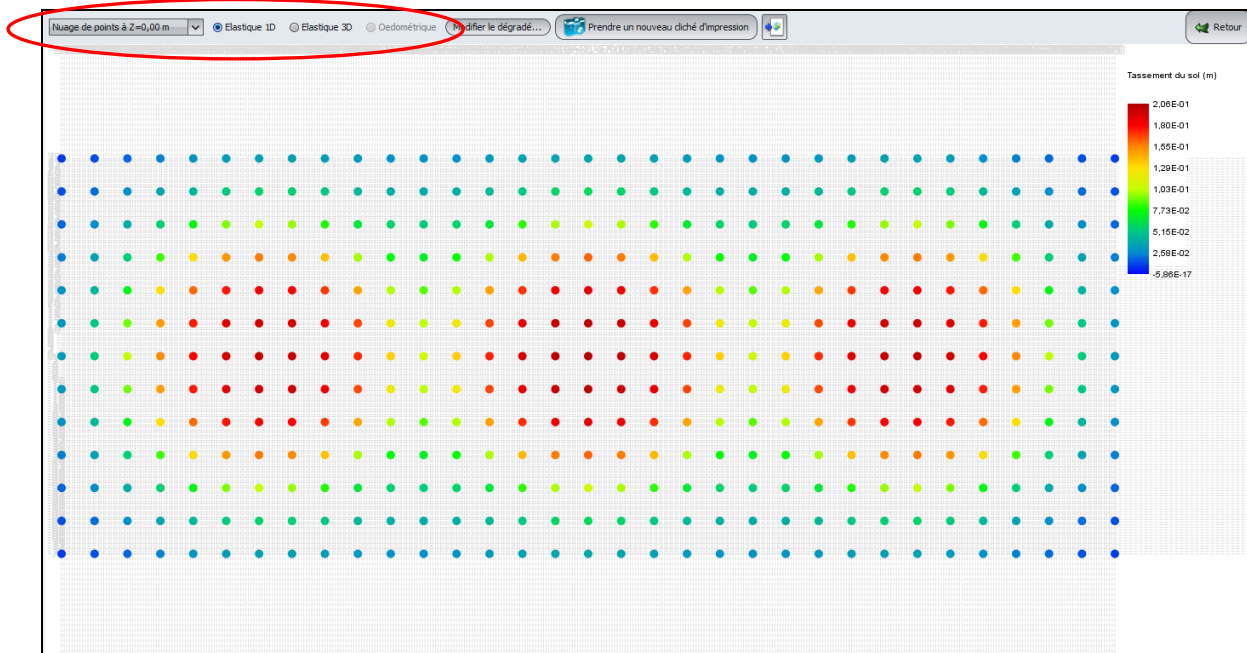 Nuage de points à Z=0,00 m Elastique 1D Elastique 3D Oedométrique Modifier le dégradé... Prendre un nouveau cliché d'impression Retour
Tassement du sol (m)
2,06E-01
1,80E-01
1,55E-01
1,29E-01
1,03E-01
7,73E-02
5,15E-02
2,58E-02
-5,86E-17